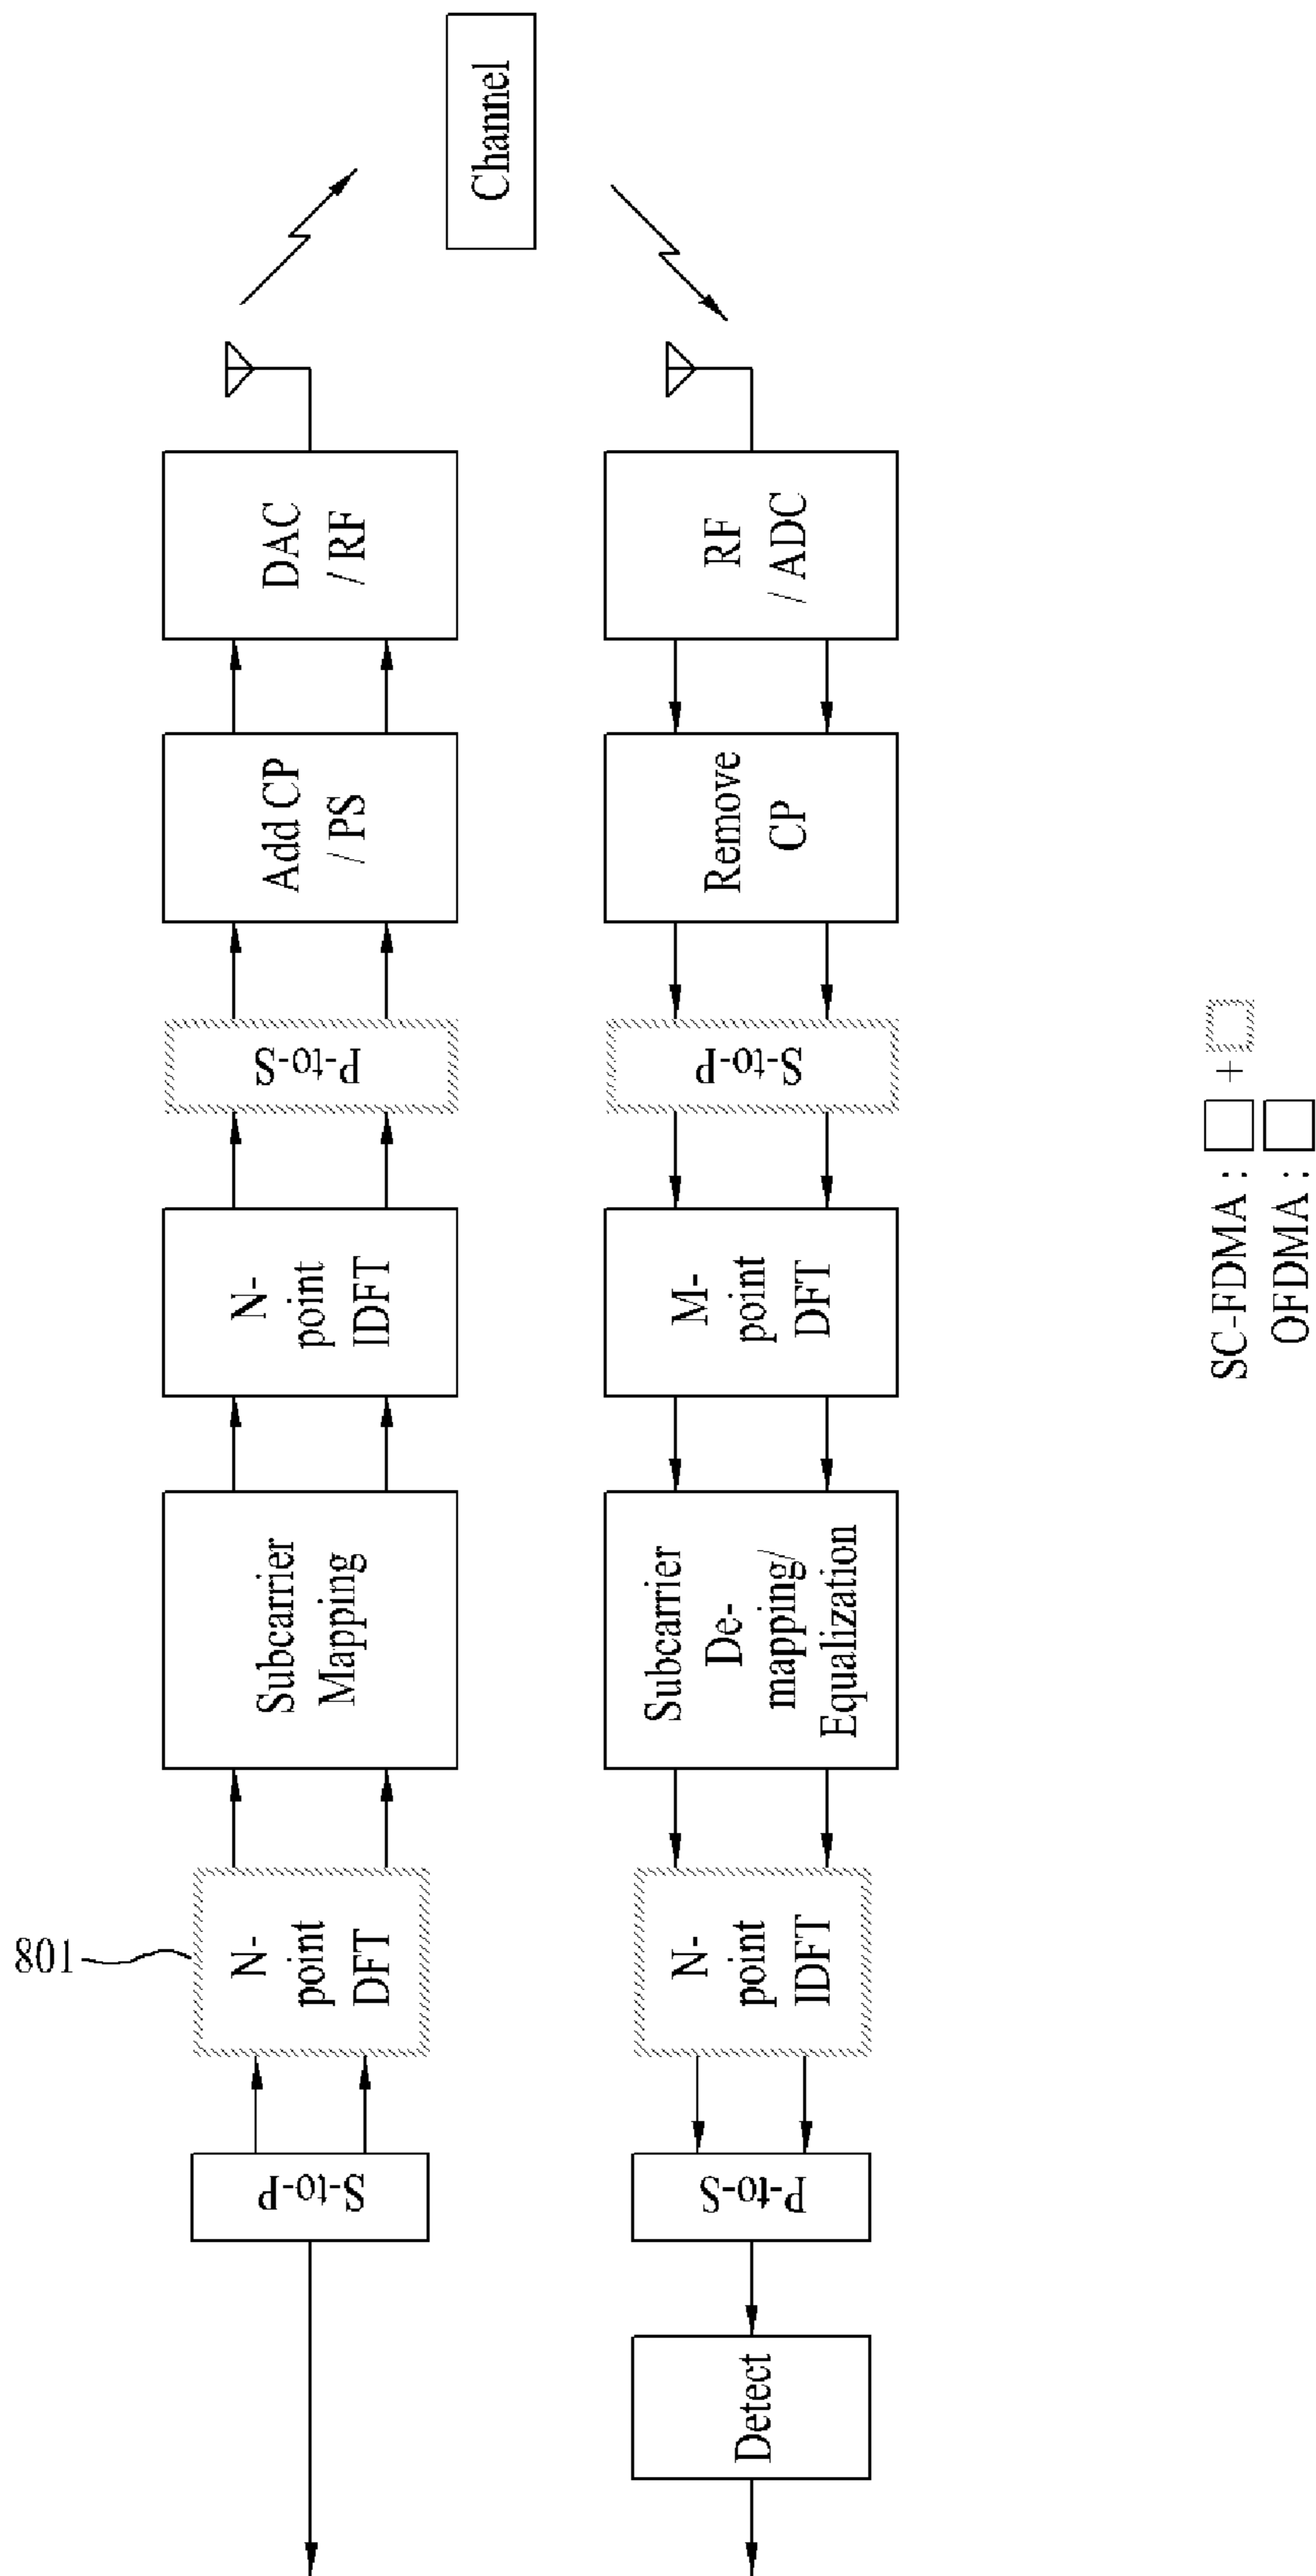 108
S-to-P
N-
point
DFT
Subcarrier
Mapping
N-
point
IDFT
P-to-S
Add CP
/ PS
DAC
/ RF
Channel
Detect
P-to-S
N-
point
IDFT
Subcarrier
De-
mapping/
Equalization
M-
point
DFT
S-to-P
Remove
CP
RF
/ ADC
SC-FDMA : +
OFDMA :